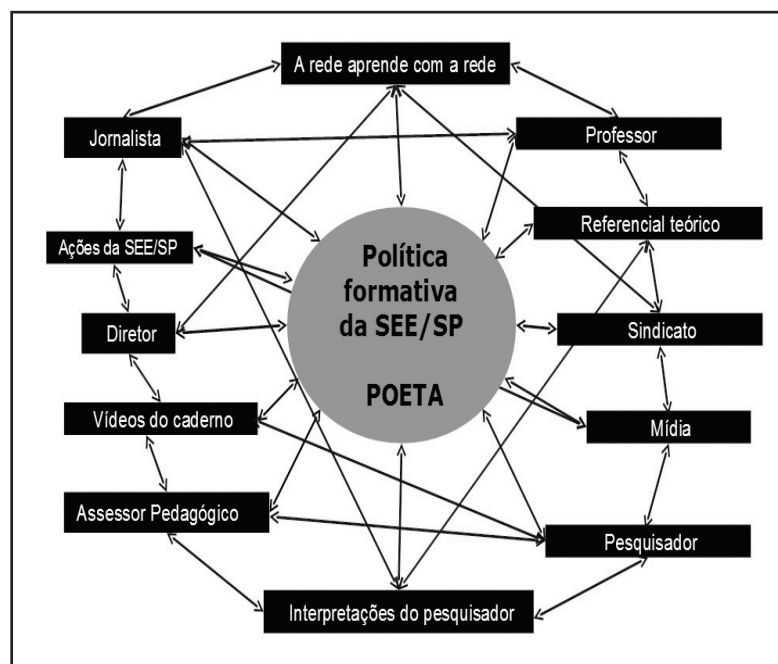 A rede aprende com a rede
Jornalista
Professor
Ações da SEE/SP
Referencial teórico
Política
formativa
da SEE/SP
POETA
Diretor
Sindicato
Vídeos do caderno
Mídia
Assessor Pedagógico
Pesquisador
Interpretações do pesquisador